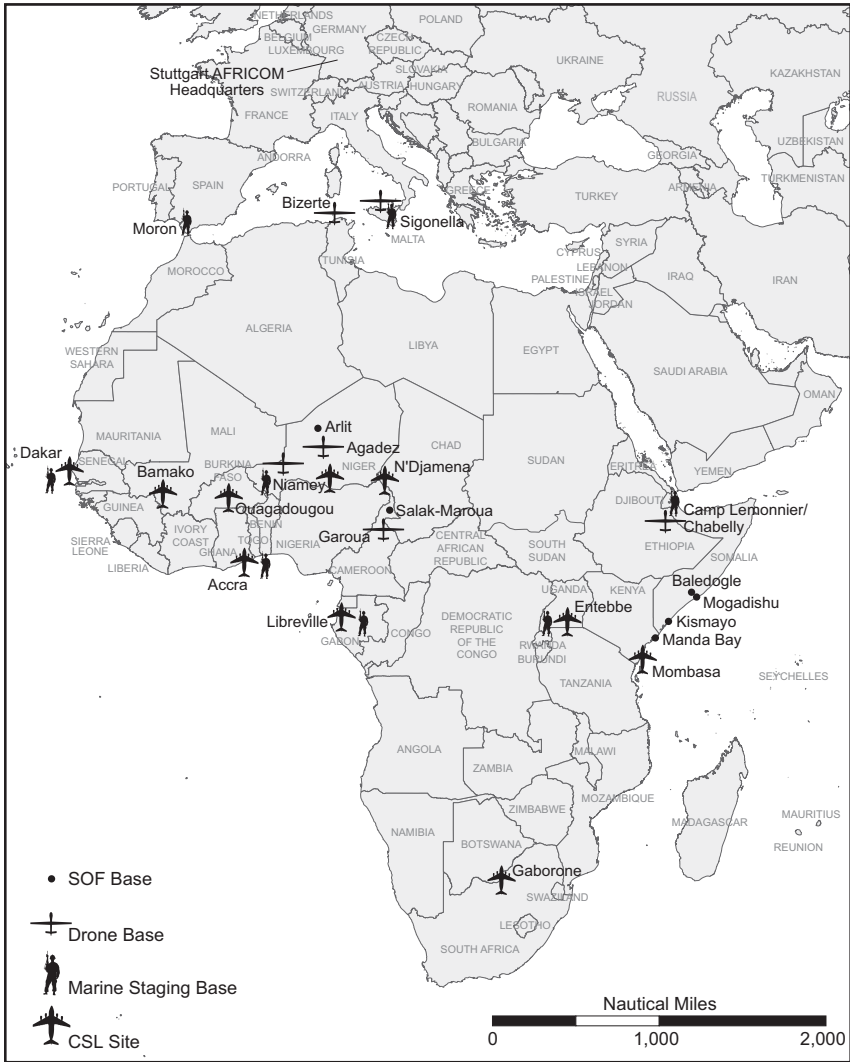 NETHERLANDS
POLAND
GERMANY
BELGIUM
CZECH
REPUBLIC
LUXEMBOURG
UKRAINE
SLOVAKIA
Stuttgart AFRICOM
Headquarters
KAZAKHSTAN
AUSTRIA
HUNGARY
SWITZERLAND
ROMANIA
RUSSIA
FRANCE
ITALY
BULGARIA
UZBEKISTAN
GEORGIA
ANDORRA
TURKMENISTAN
PORTUGAL
SPAIN
GREECE
TURKEY
ARMENIA
Bizerte
Sigonella
Moron
MALTA
SYRIA
CYPRUS
LEBANON
TUNISIA
MOROCCO
PALESTINE
IRAQ
IRAN
ISRAEL
JORDAN
ALGERIA
LIBYA
EGYPT
WESTERN
SAHARA
SAUDI ARABIA
OMAN
Arlit
MAURITANIA
MALI
Agadez
CHAD
Dakar
SENEGAL
Bamako
BURKINA
FASO
NIGER
N'Djamena
SUDAN
ERITREA
YEMEN
Niamey
GUINEA
Ouagadougou
Salak-Maroua
DJIBOUTI
Camp Lemonnier/
Chabelly
BENIN
IVORY
COAST
TOGO
GHANA
NIGERIA
Garoua
SIERRA
LEONE
CENTRAL
AFRICAN
REPUBLIC
SOUTH
SUDAN
ETHIOPIA
SOMALIA
LIBERIA
CAMEROON
Accra
UGANDA
KENYA
Baledogle
Mogadishu
Entebbe
Libreville
Kismayo
DEMOCRATIC
REPUBLIC
OF THE
CONGO
CONGO
GABON
Manda Bay
RWANDA
BURUNDI
Mombasa
SEYCHELLES
TANZANIA
ANGOLA
MALAWI
ZAMBIA
MOZAMBIQUE
ZIMBABWE
MADAGASCAR
MAURITIUS
NAMIBIA
BOTSWANA
REUNION
Gaborone
SWAZILAND
LESOTHO
SOUTH AFRICA
SOF Base
Drone Base
Marine Staging Base
CSL Site
Nautical Miles
0 1,000 2,000